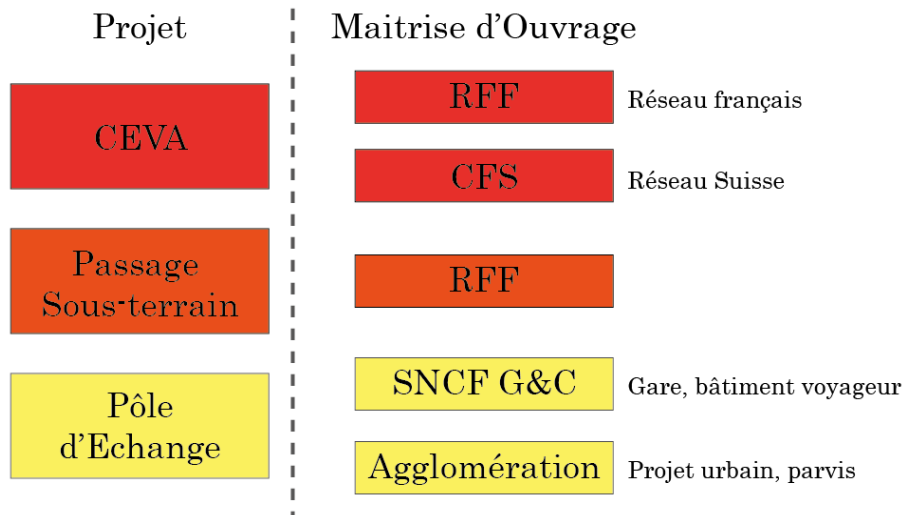 Projet
Maitrise d'Ouvrage
CEVA
RFF
Réseau français
CFS
Réseau Suisse
Passage
Sous-terrain
RFF
Pôle
d'Echange
SNCF G&C
Gare, bâtiment voyageur
Agglomération
Projet urbain, parvis